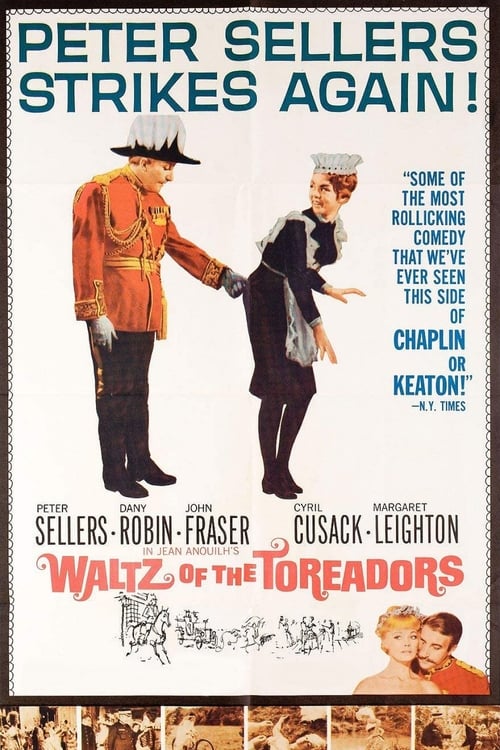 PETER SELLERS
STRIKES AGAIN!
"SOME OF
THE MOST
ROLLICKING
COMEDY
THAT WE'VE
EVER SEEN
THIS SIDE
OF
CHAPLIN
OR
KEATON!"
—N.Y. TIMES
PETER SELLERS · DANY ROBIN · JOHN FRASER
CYRIL CUSACK · MARGARET LEIGHTON
IN JEAN ANOUILH'S
WALTZ OF THE TOREADORS